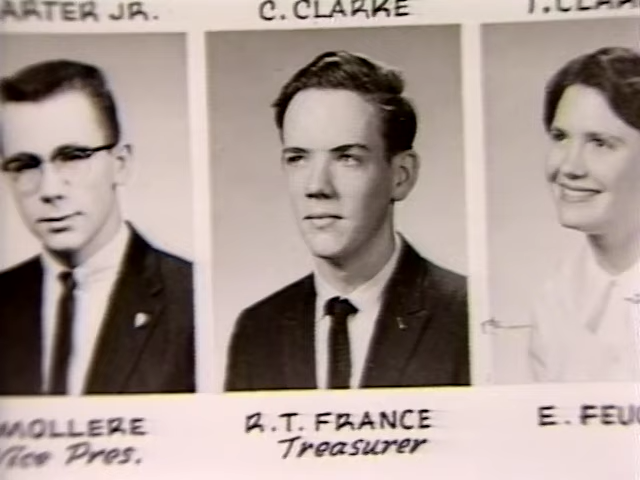 ARTER JR.
C. CLARKE
MOLLERE
Vice Pres.
R.T. FRANCE
Treasurer
E. FEU